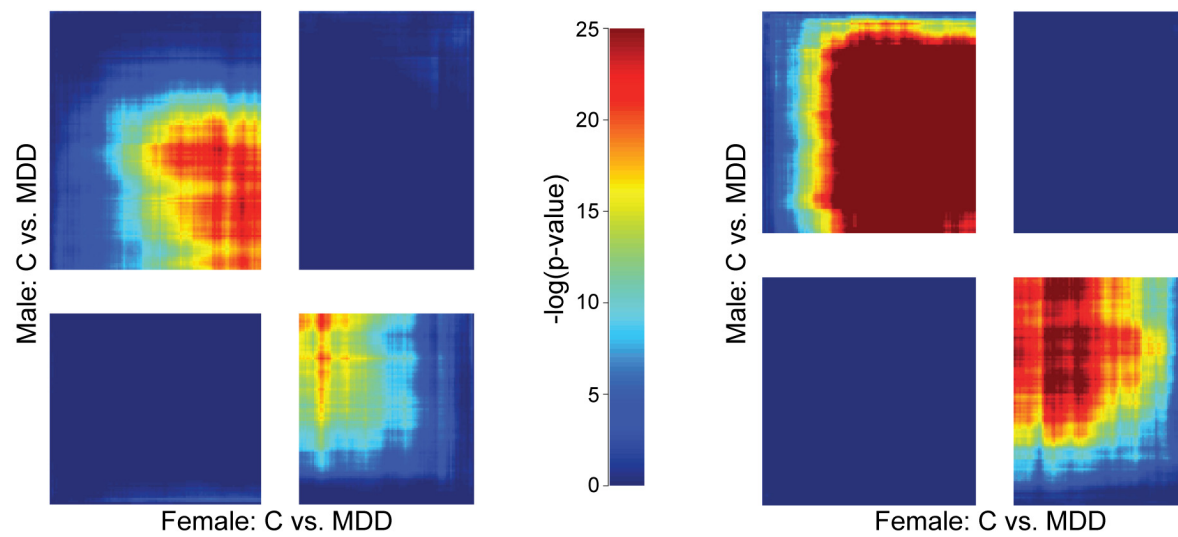 Male: C vs. MDD
Female: C vs. MDD
-log(p-value)
25
20
15
10
5
0
Male: C vs. MDD
Female: C vs. MDD